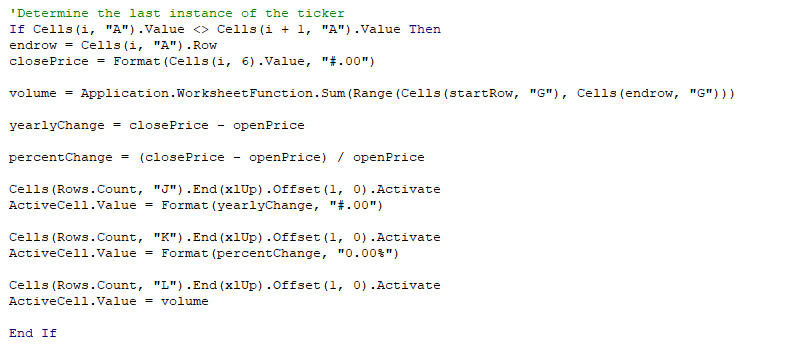 'Determine the last instance of the ticker
If Cells(i, "A").Value <> Cells(i + 1, "A").Value Then
endrow = Cells(i, "A").Row
closePrice = Format(Cells(i, 6).Value, "#.00")
volume = Application.WorksheetFunction.Sum(Range(Cells(startRow, "G"), Cells(endrow, "G")))
yearlyChange = closePrice - openPrice
percentChange = (closePrice - openPrice) / openPrice
Cells(Rows.Count, "J").End(xlUp).Offset(1, 0).Activate
ActiveCell.Value = Format(yearlyChange, "#.00")
Cells(Rows.Count, "K").End(xlUp).Offset(1, 0).Activate
ActiveCell.Value = Format(percentChange, "0.00%")
Cells(Rows.Count, "L").End(xlUp).Offset(1, 0).Activate
ActiveCell.Value = volume
End If